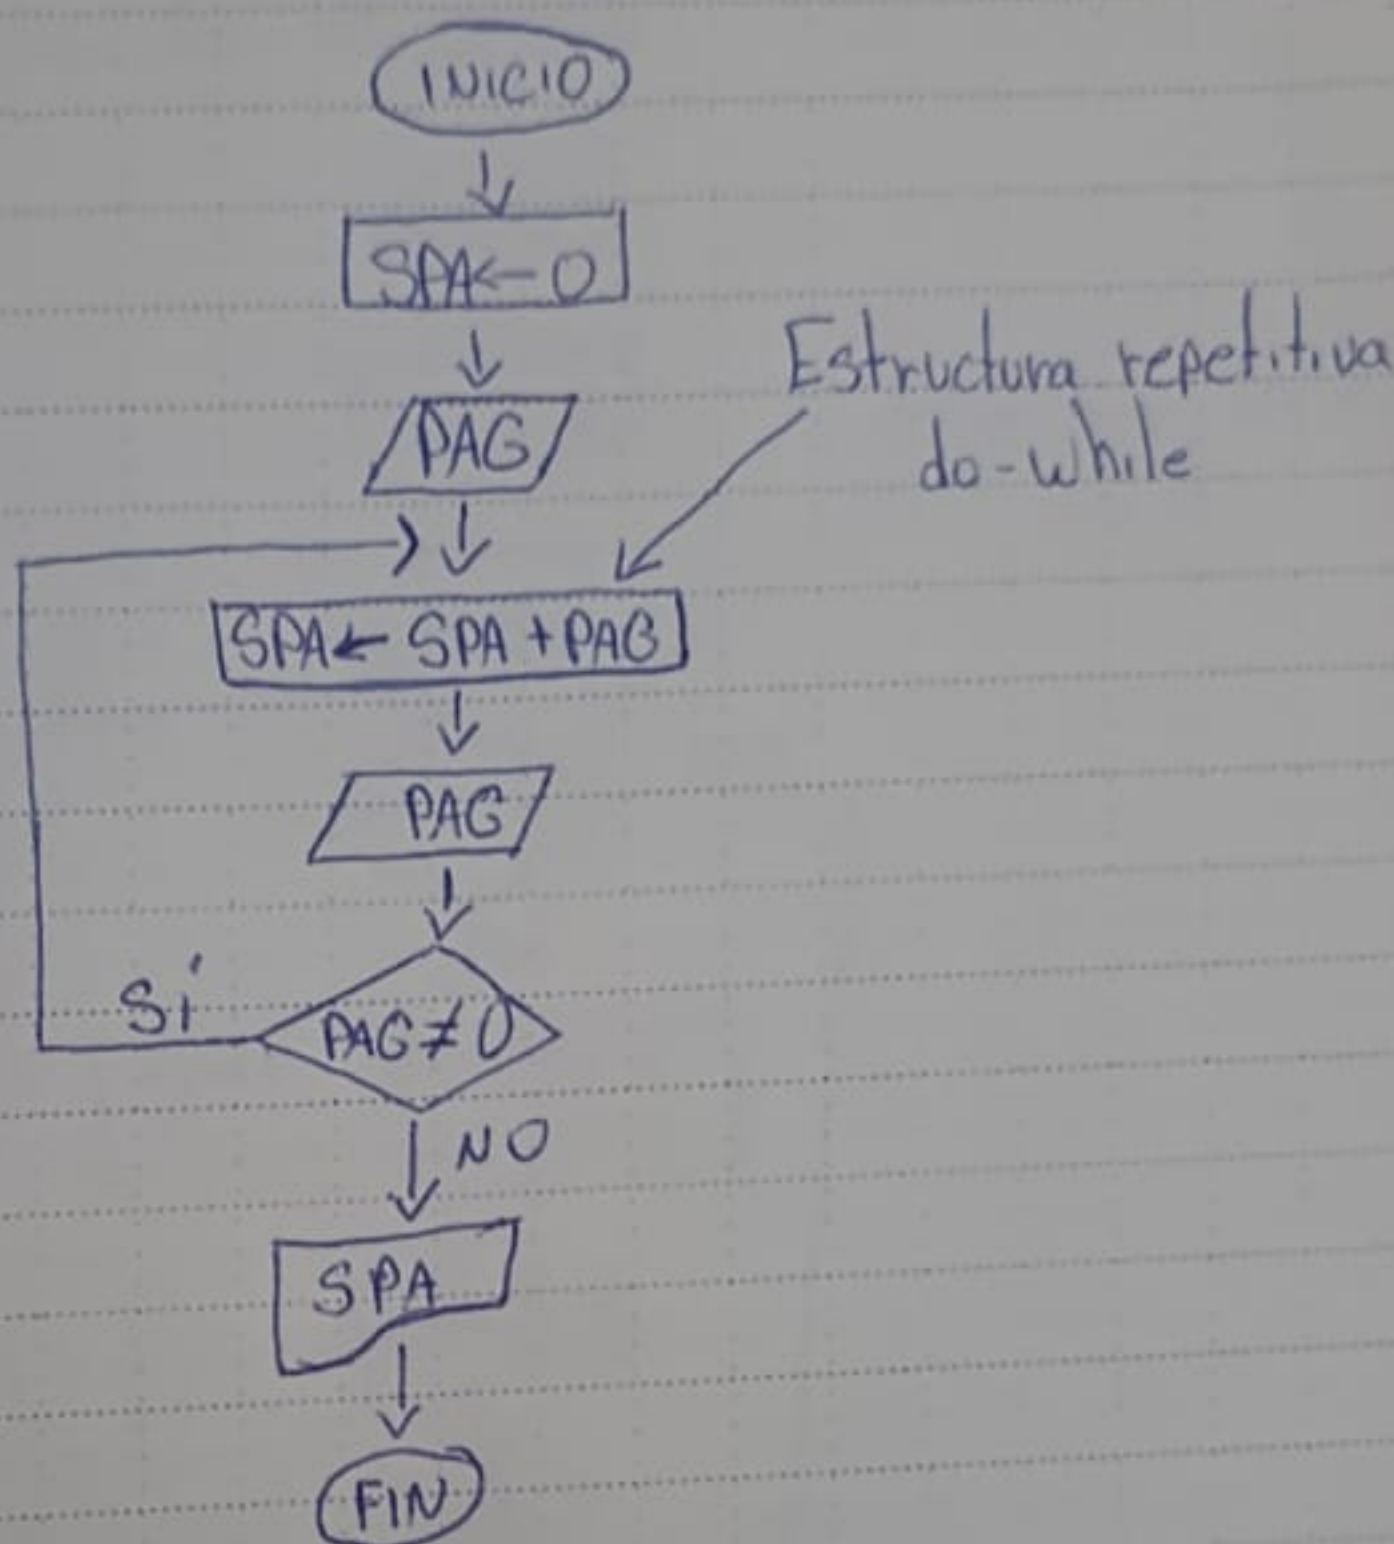 INICIO
SPA ← 0
PAG
Estructura repetitiva
do-while
SPA ← SPA + PAG
PAG
PAG ≠ 0
SÍ
NO
SPA
FIN